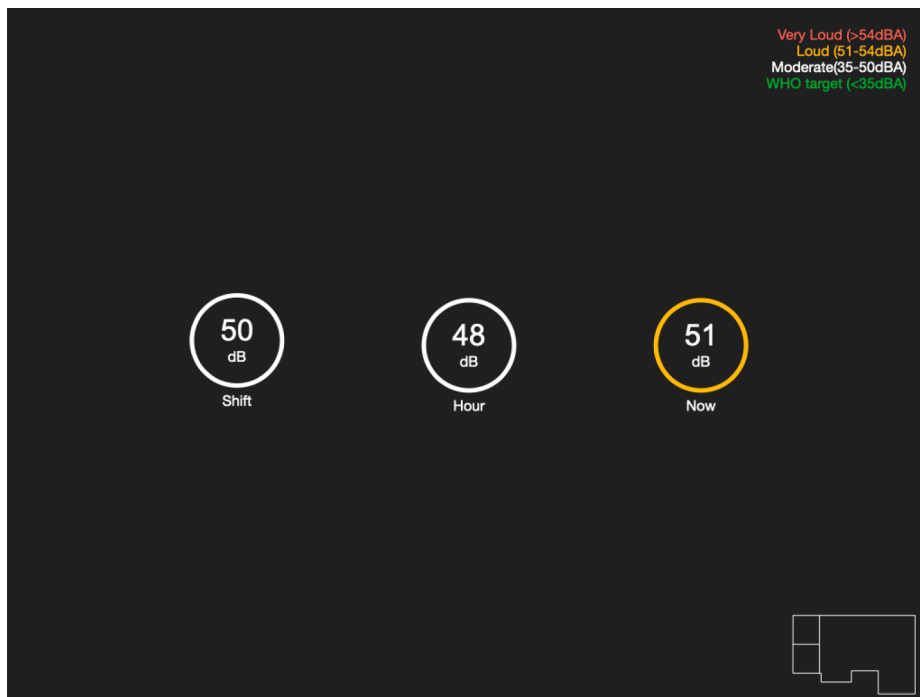 Very Loud (>54dBA)
Loud (51-54dBA)
Moderate(35-50dBA)
WHO target (<35dBA)
50
dB
Shift
48
dB
Hour
51
dB
Now